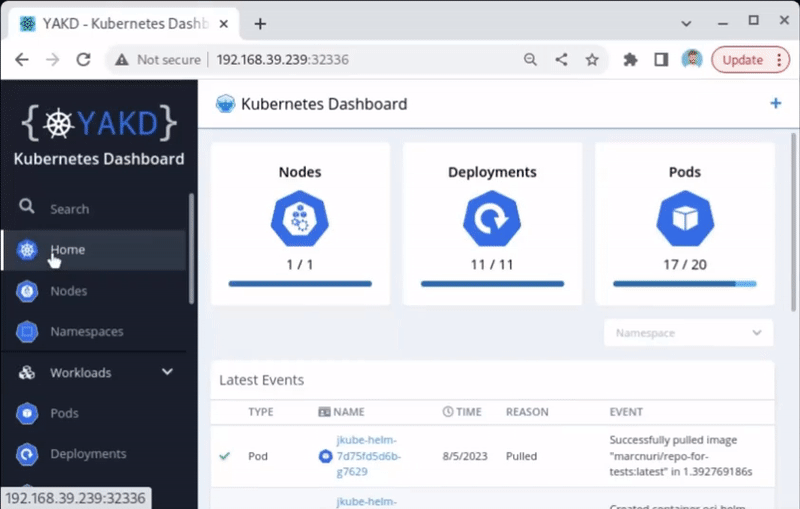 YAKD - Kubernetes Dashb
Not secure 192.168.39.239:32336 Update
{YAKD}
Kubernetes Dashboard
Search
Home
Nodes
Namespaces
Workloads
Pods
Deployments
192.168.39.239:32336
Kubernetes Dashboard
Nodes
1 / 1
Deployments
11 / 11
Pods
17 / 20
Namespace
Latest Events
TYPE NAME TIME REASON EVENT
Pod
jkube-helm-
7d75fd5d6b-
g7629
8/5/2023
Pulled
Successfully pulled image
"marcnuri/repo-for-
tests:latest" in 1.392769186s
jkube-helm-